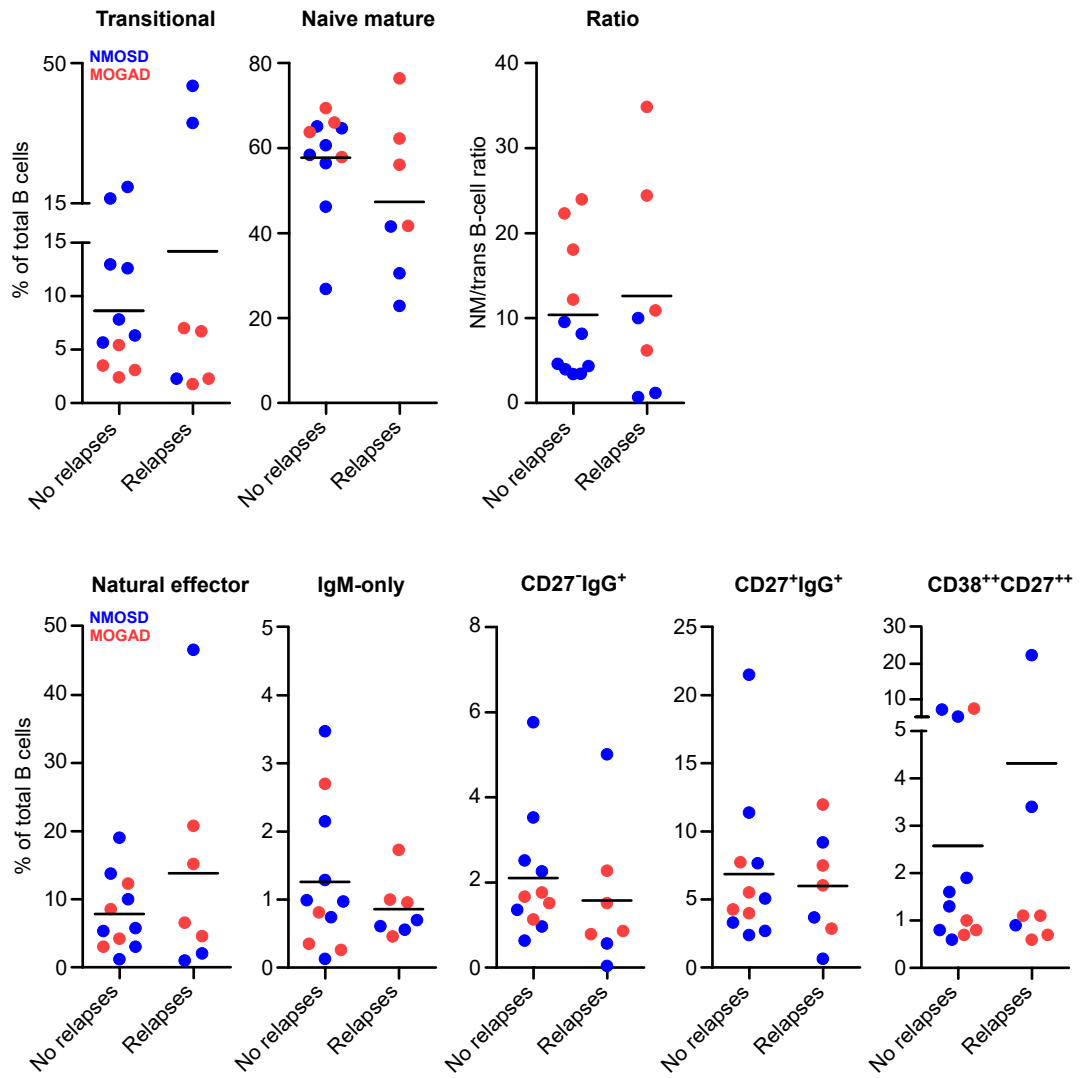 Transitional
Naive mature
Ratio
NMOSD
MOGAD
% of total B cells
50
15
15
10
5
0
No relapses
Relapses
80
60
40
20
0
No relapses
Relapses
NM/trans B-cell ratio
40
30
20
10
0
No relapses
Relapses
Natural effector
IgM-only
CD27⁻IgG⁺
CD27⁺IgG⁺
CD38⁺⁺CD27⁺⁺
NMOSD
MOGAD
% of total B cells
50
40
30
20
10
0
No relapses
Relapses
5
4
3
2
1
0
No relapses
Relapses
8
6
4
2
0
No relapses
Relapses
25
20
15
10
5
0
No relapses
Relapses
30
20
10
5
4
3
2
1
0
No relapses
Relapses